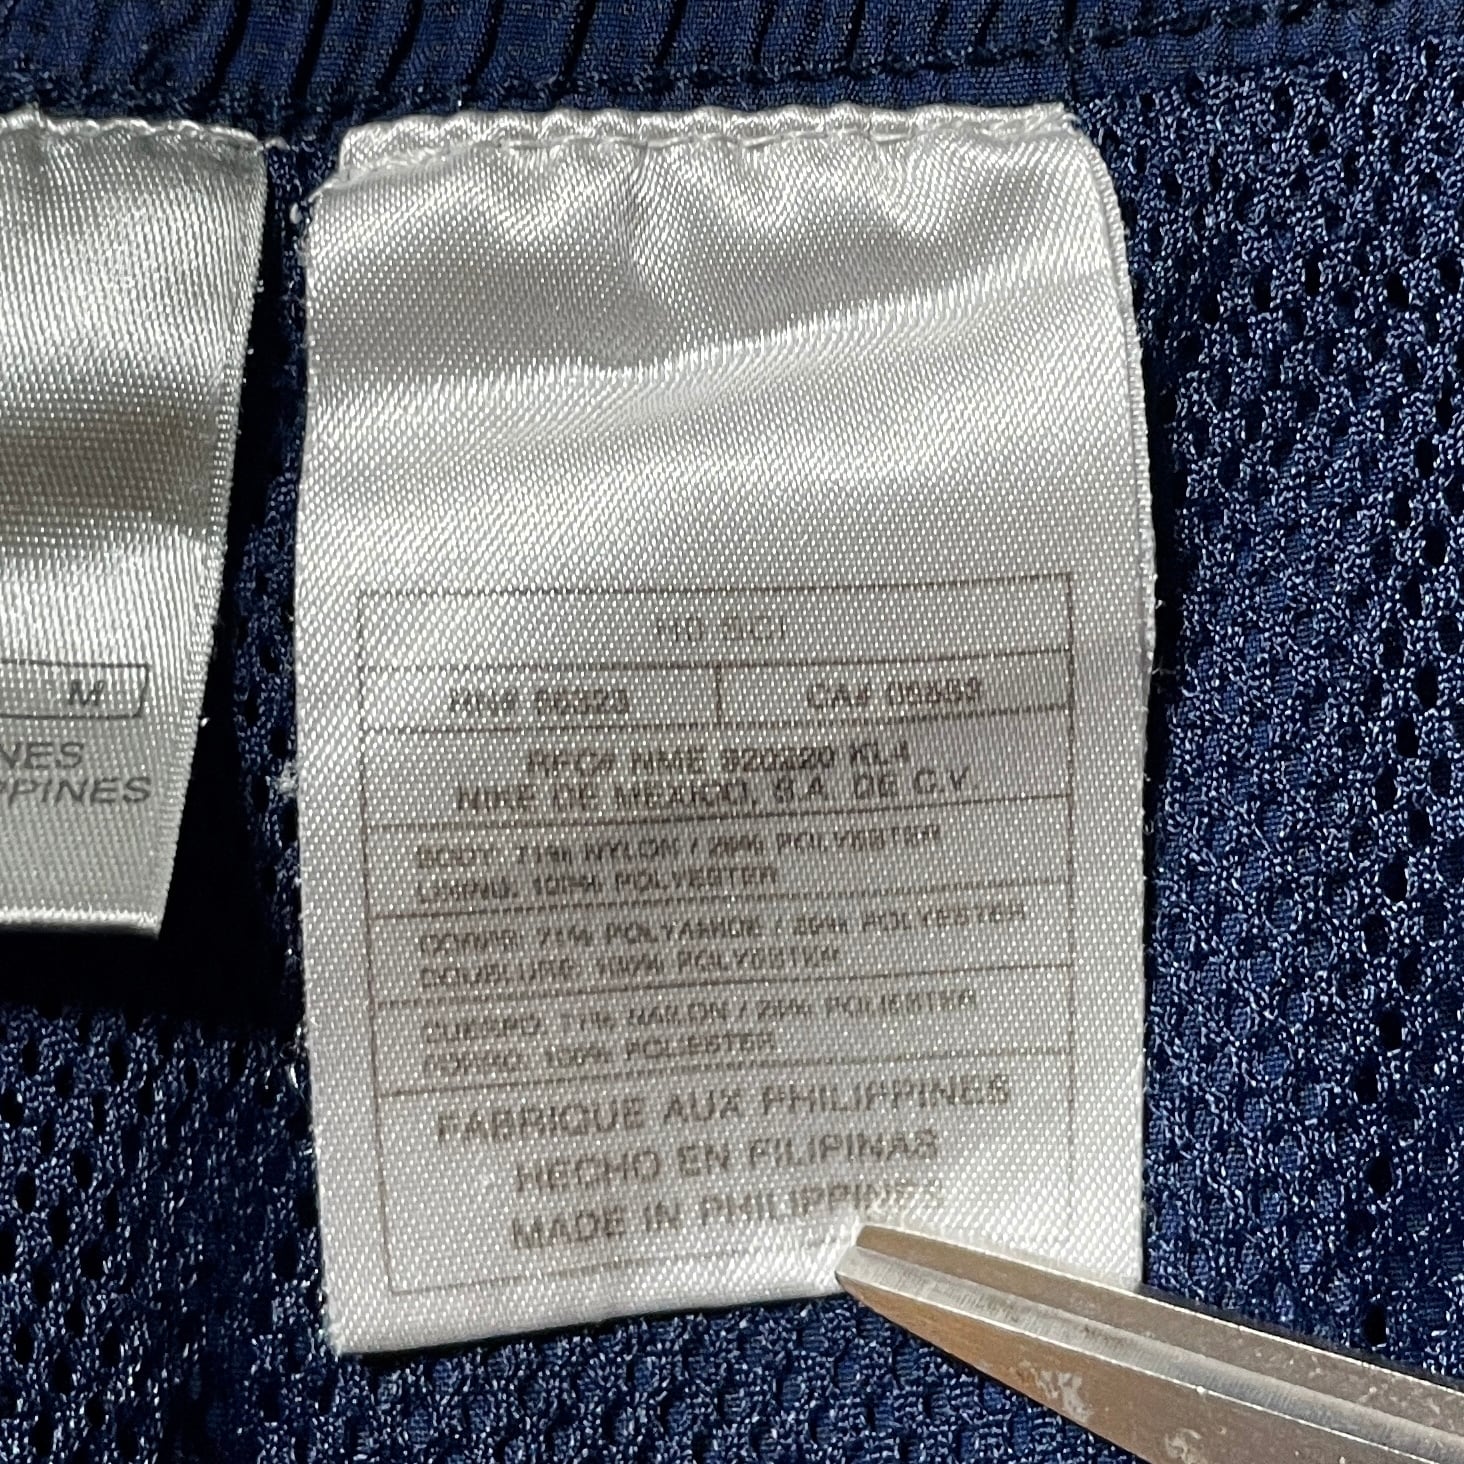 M
NES
PPINES
RN# 56323
CA# 05553
RFC# NME 920320 KL4
NIKE DE MEXICO, S.A. DE C.V.
BODY: 71% NYLON / 29% POLYESTER
LINING: 100% POLYESTER
CORPS: 71% POLYAMIDE / 29% POLYESTER
DOUBLURE: 100% POLYESTER
CUERPO: 71% NAILON / 29% POLIESTER
FORRO: 100% POLIESTER
FABRIQUE AUX PHILIPPINES
HECHO EN FILIPINAS
MADE IN PHILIPPINES